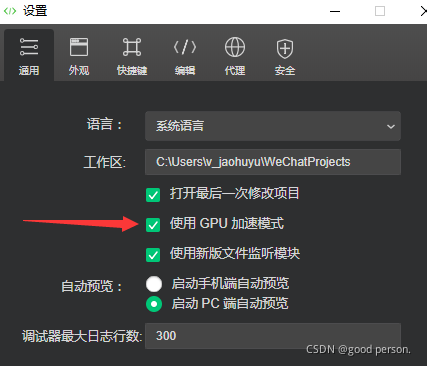 设置
通用 外观 快捷键 编辑 代理 安全
语言： 系统语言
工作区: C:\Users\v_jaohuyu\WeChatProjects
打开最后一次修改项目
使用 GPU 加速模式
使用新版文件监听模块
自动预览： 启动手机端自动预览
启动 PC 端自动预览
调试器最大日志行数: 300
CSDN @good person.